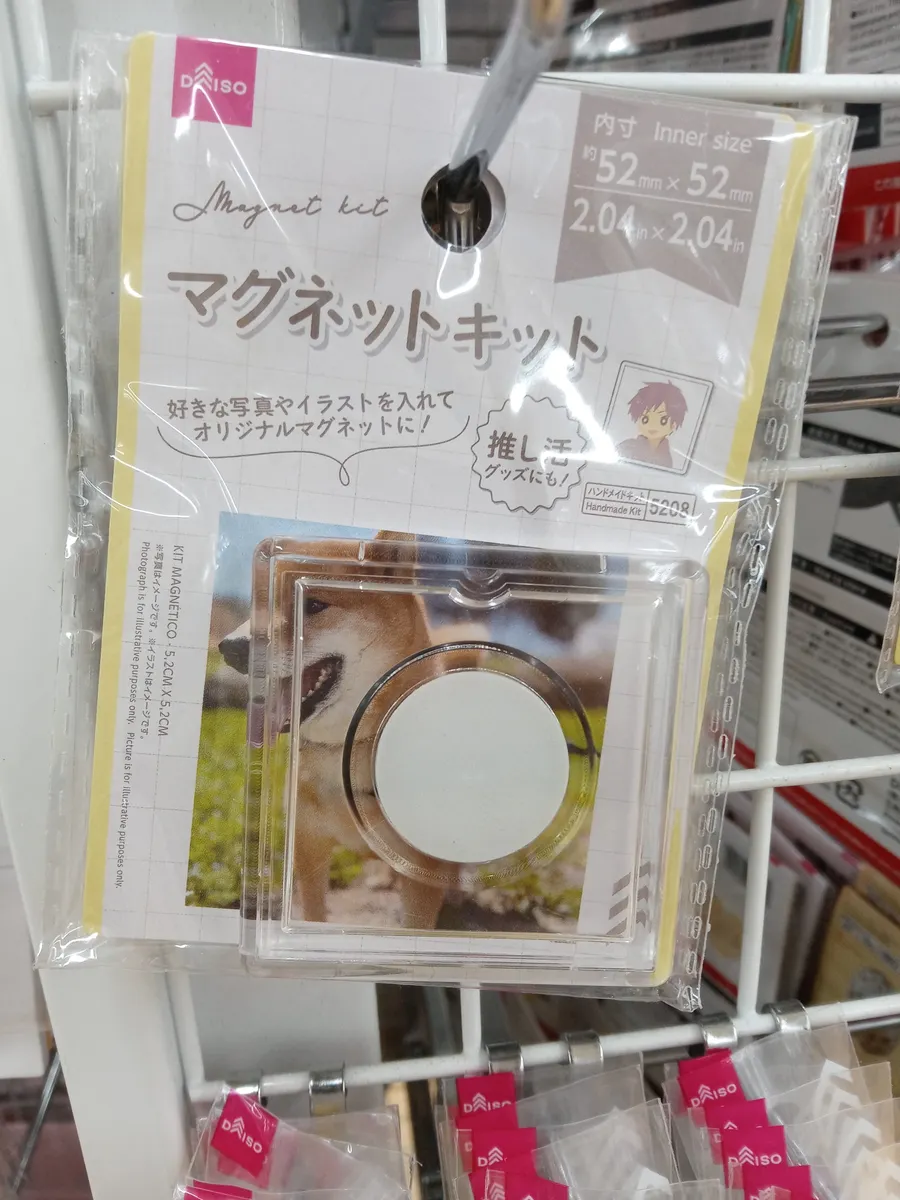 DAISO
内寸 Inner size
約52mm×52mm
2.04in×2.04in
Magnet kit
マグネットキット
好きな写真やイラストを入れて
オリジナルマグネットに!
推し活
グッズにも!
ハンドメイドキット
Handmade Kit
5208
KIT MAGNÉTICO・5,2CM X 5,2CM
※写真はイメージです。※イラストはイメージです。
Photograph is for illustrative purposes only. Picture is for illustrative purposes only.
DAISO
DAISO
DAISO
DAISO
DAISO